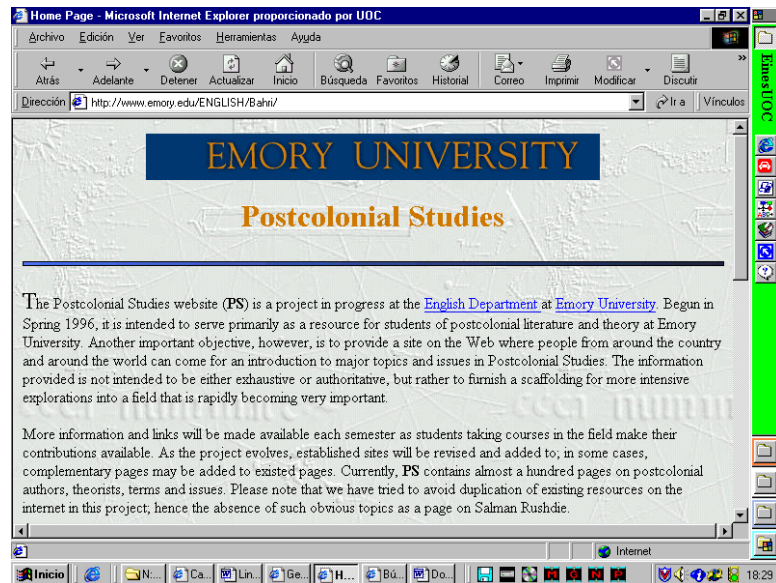 Home Page - Microsoft Internet Explorer proporcionado por UOC
Archivo Edición Ver Favoritos Herramientas Ayuda
Atrás Adelante Detener Actualizar Inicio Búsqueda Favoritos Historial Correo Imprimir Modificar Discutir »
Dirección http://www.emory.edu/ENGLISH/Bahri/ Ir a Vínculos
EinesUOC
EMORY UNIVERSITY
Postcolonial Studies
The Postcolonial Studies website (PS) is a project in progress at the English Department at Emory University. Begun in
Spring 1996, it is intended to serve primarily as a resource for students of postcolonial literature and theory at Emory
University. Another important objective, however, is to provide a site on the Web where people from around the country
and around the world can come for an introduction to major topics and issues in Postcolonial Studies. The information
provided is not intended to be either exhaustive or authoritative, but rather to furnish a scaffolding for more intensive
explorations into a field that is rapidly becoming very important.
More information and links will be made available each semester as students taking courses in the field make their
contributions available. As the project evolves, established sites will be revised and added to; in some cases,
complementary pages may be added to existed pages. Currently, PS contains almost a hundred pages on postcolonial
authors, theorists, terms and issues. Please note that we have tried to avoid duplication of existing resources on the
internet in this project; hence the absence of such obvious topics as a page on Salman Rushdie.
Internet
Inicio N:... Ca... Lin... Ge... H... Bú... Do... M G N P 18:29